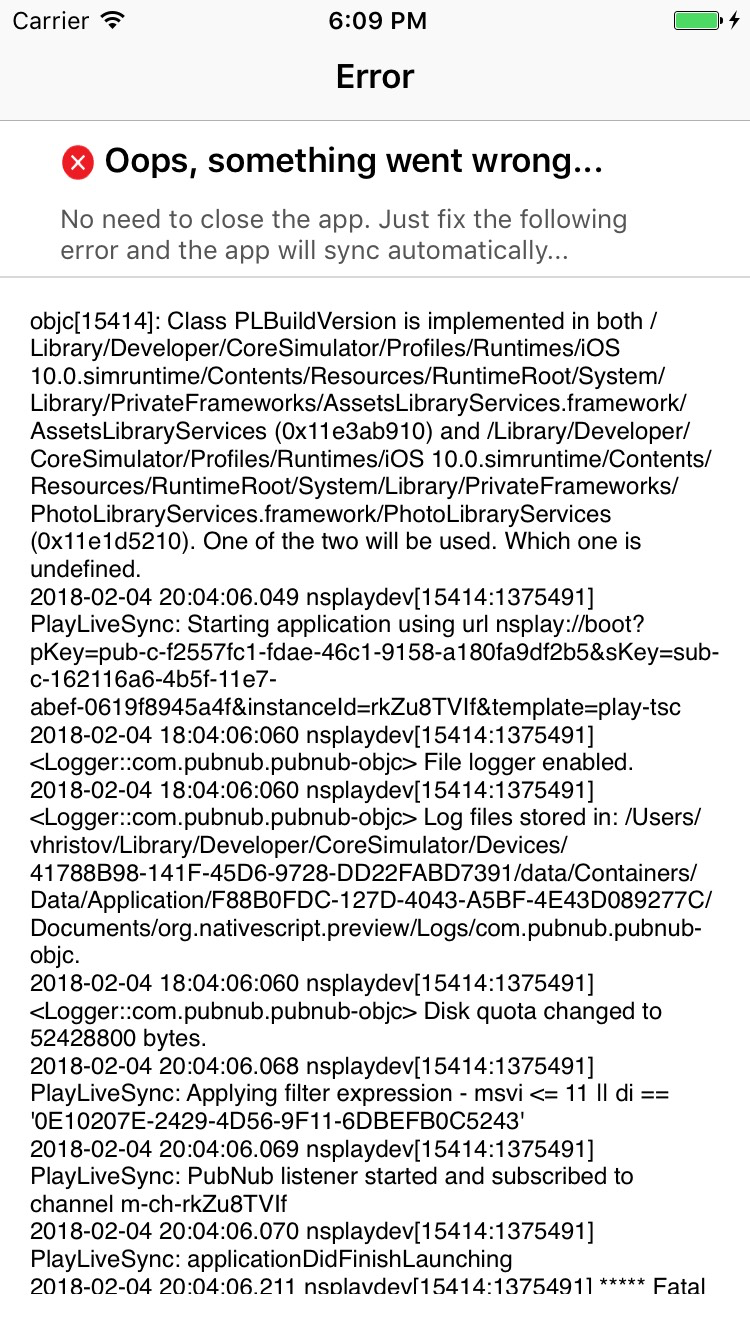 Carrier 6:09 PM
Error
Oops, something went wrong...
No need to close the app. Just fix the following
error and the app will sync automatically...
objc[15414]: Class PLBuildVersion is implemented in both /
Library/Developer/CoreSimulator/Profiles/Runtimes/iOS
10.0.simruntime/Contents/Resources/RuntimeRoot/System/
Library/PrivateFrameworks/AssetsLibraryServices.framework/
AssetsLibraryServices (0x11e3ab910) and /Library/Developer/
CoreSimulator/Profiles/Runtimes/iOS 10.0.simruntime/Contents/
Resources/RuntimeRoot/System/Library/PrivateFrameworks/
PhotoLibraryServices.framework/PhotoLibraryServices
(0x11e1d5210). One of the two will be used. Which one is
undefined.
2018-02-04 20:04:06.049 nsplaydev[15414:1375491]
PlayLiveSync: Starting application using url nsplay://boot?
pKey=pub-c-f2557fc1-fdae-46c1-9158-a180fa9df2b5&sKey=sub-
c-162116a6-4b5f-11e7-
abef-0619f8945a4f&instanceId=rkZu8TVIf&template=play-tsc
2018-02-04 18:04:06:060 nsplaydev[15414:1375491]
<Logger::com.pubnub.pubnub-objc> File logger enabled.
2018-02-04 18:04:06:060 nsplaydev[15414:1375491]
<Logger::com.pubnub.pubnub-objc> Log files stored in: /Users/
vhristov/Library/Developer/CoreSimulator/Devices/
41788B98-141F-45D6-9728-DD22FABD7391/data/Containers/
Data/Application/F88B0FDC-127D-4043-A5BF-4E43D089277C/
Documents/org.nativescript.preview/Logs/com.pubnub.pubnub-
objc.
2018-02-04 18:04:06:060 nsplaydev[15414:1375491]
<Logger::com.pubnub.pubnub-objc> Disk quota changed to
52428800 bytes.
2018-02-04 20:04:06.068 nsplaydev[15414:1375491]
PlayLiveSync: Applying filter expression - msvi <= 11 || di ==
'0E10207E-2429-4D56-9F11-6DBEFB0C5243'
2018-02-04 20:04:06.069 nsplaydev[15414:1375491]
PlayLiveSync: PubNub listener started and subscribed to
channel m-ch-rkZu8TVIf
2018-02-04 20:04:06.070 nsplaydev[15414:1375491]
PlayLiveSync: applicationDidFinishLaunching
2018-02-04 20:04:06.211 nsplaydev[15414:1375491] ***** Fatal